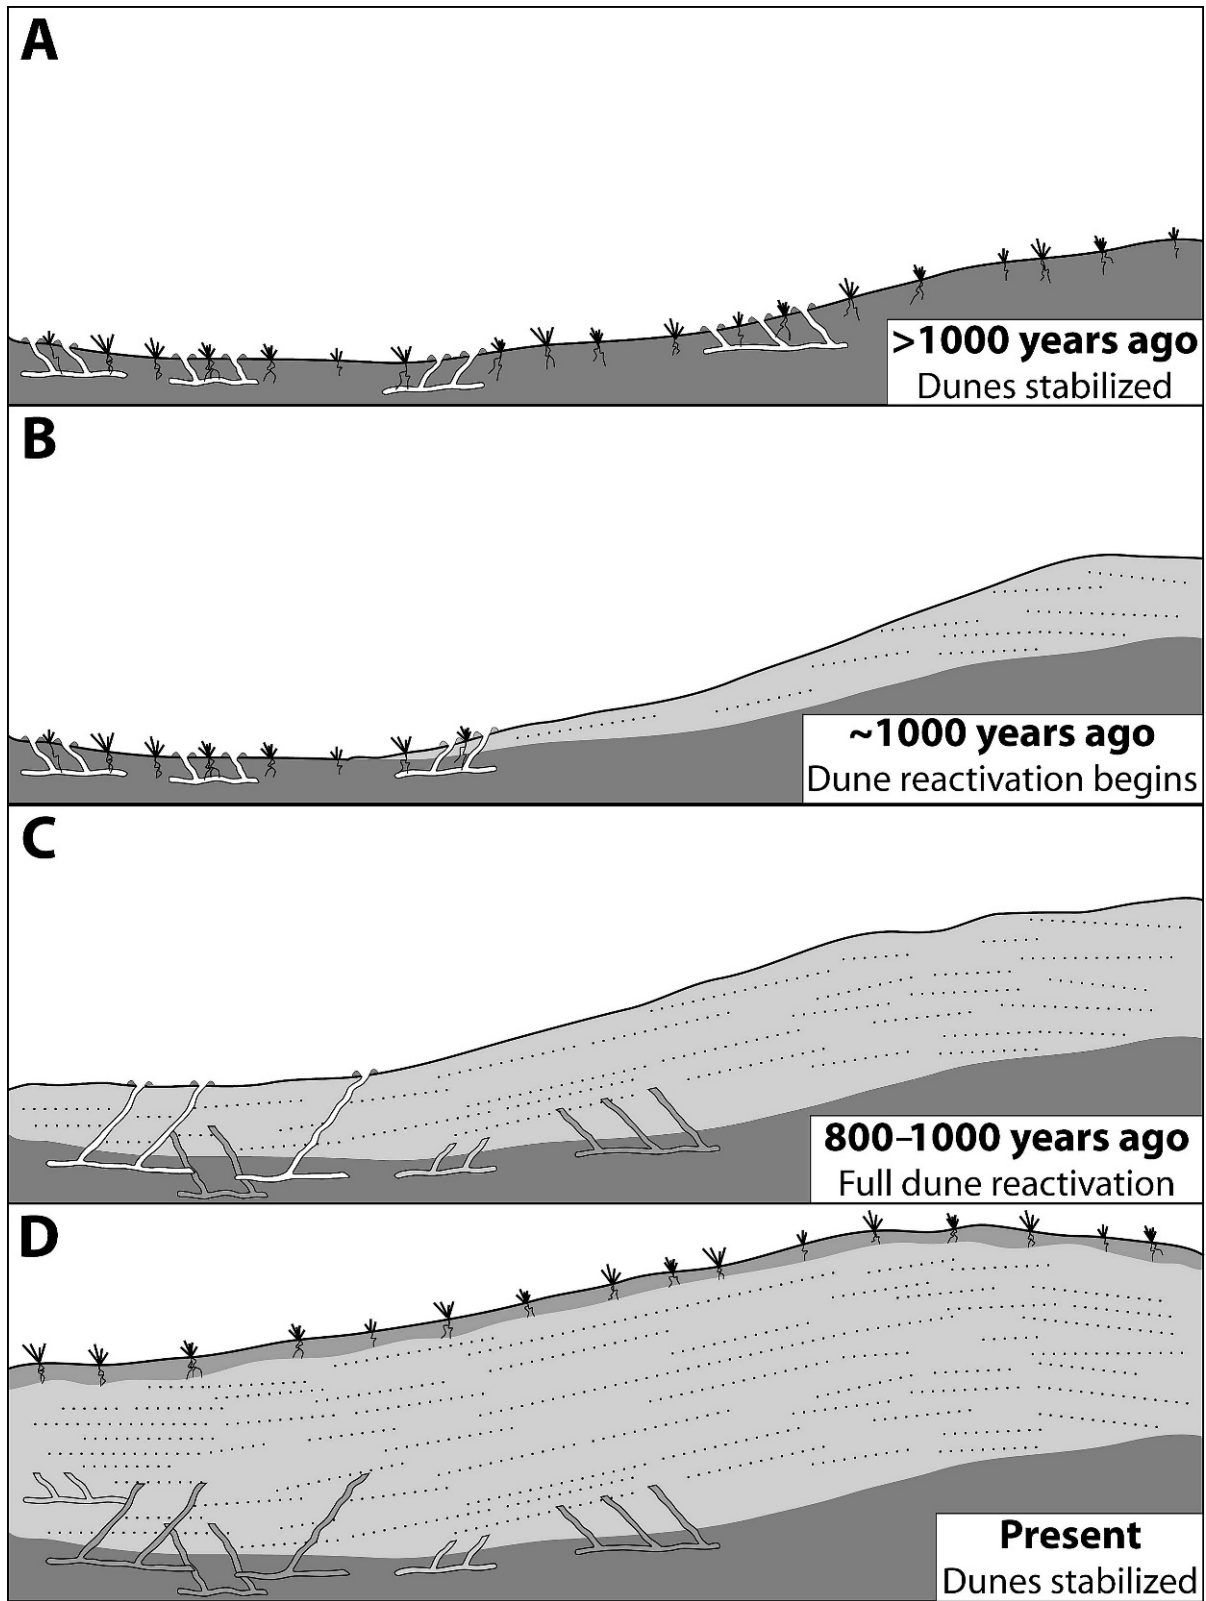 A
>1000 years ago
Dunes stabilized
B
~1000 years ago
Dune reactivation begins
C
800–1000 years ago
Full dune reactivation
D
Present
Dunes stabilized